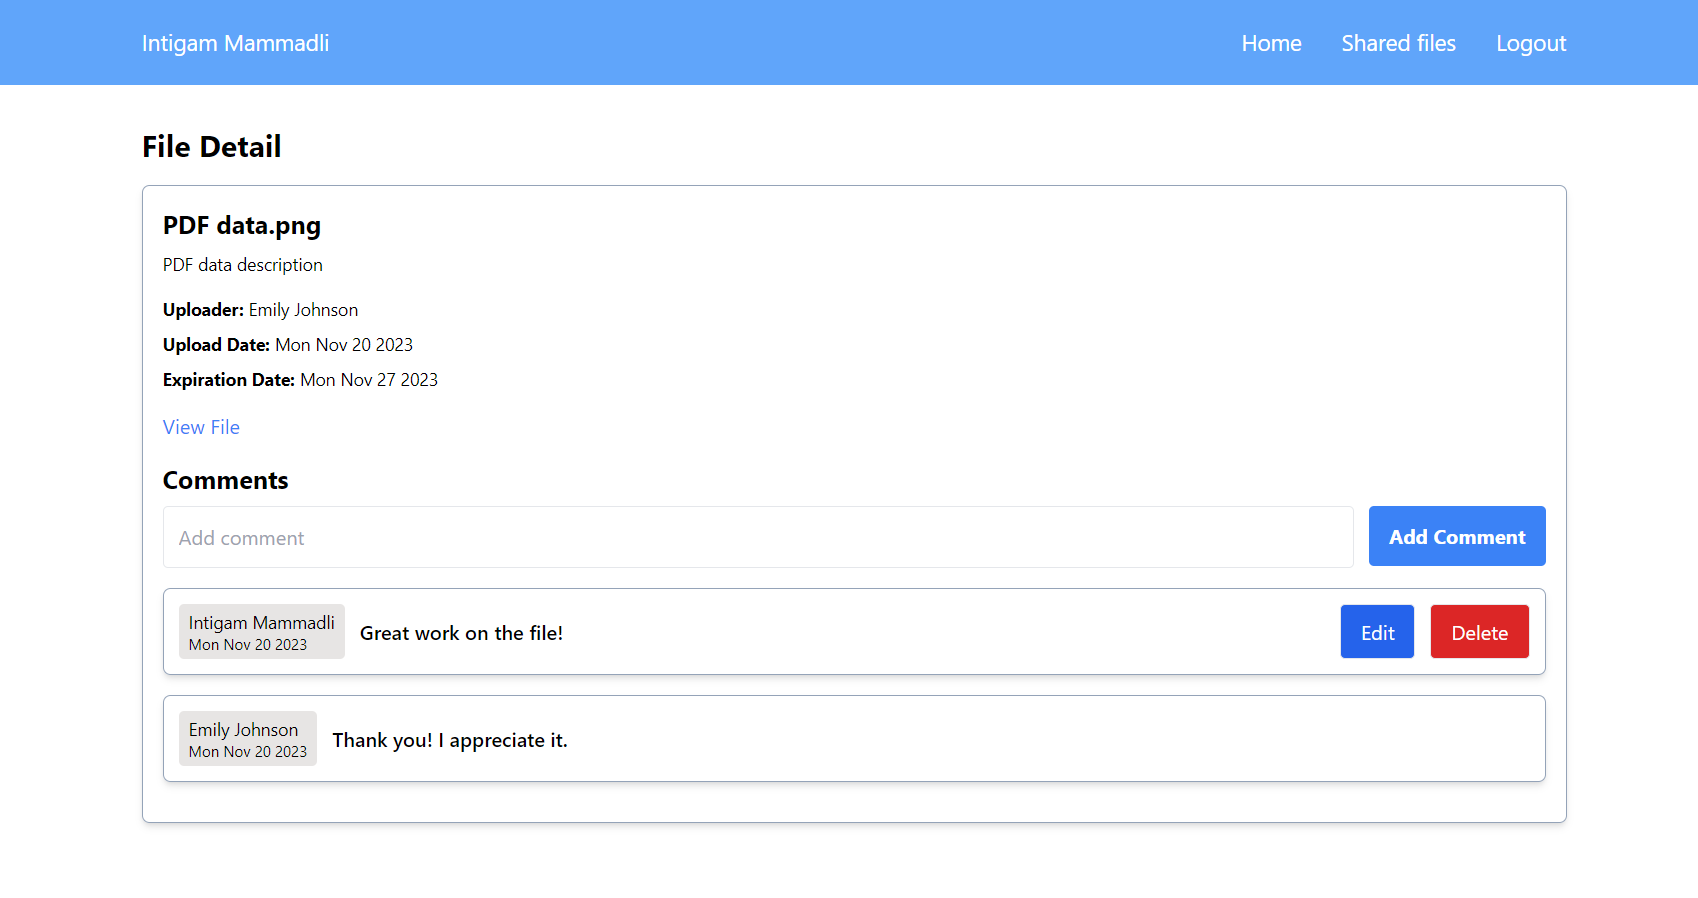 Intigam Mammadli
Home
Shared files
Logout
File Detail
PDF data.png
PDF data description
Uploader: Emily Johnson
Upload Date: Mon Nov 20 2023
Expiration Date: Mon Nov 27 2023
View File
Comments
Add comment
Add Comment
Intigam Mammadli
Mon Nov 20 2023
Great work on the file!
Edit
Delete
Emily Johnson
Mon Nov 20 2023
Thank you! I appreciate it.